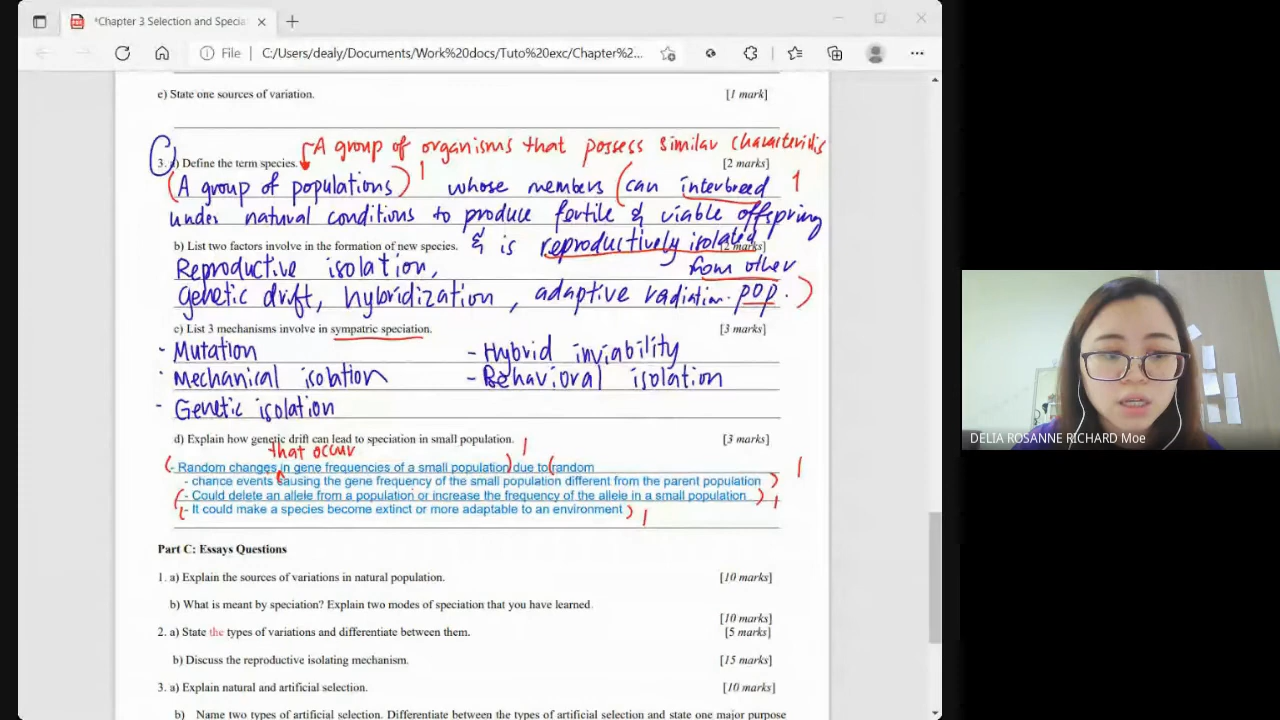 *Chapter 3 Selection and Specia
File C:/Users/dealy/Documents/Work%20docs/Tuto%20exc/Chapter%2...
c) State one sources of variation. [1 mark]
A group of organisms that possess similar characteristics
3. a) Define the term species. [2 marks]
(A group of populations) 1 whose members (can interbreed 1
under natural conditions to produce fertile & viable offspring
b) List two factors involve in the formation of new species. & is reproductively isolated [2 marks]
Reproductive isolation, from other
genetic drift, hybridization, adaptive radiation. pop. )
c) List 3 mechanisms involve in sympatric speciation. [3 marks]
- Mutation - Hybrid inviability
- Mechanical isolation - Behavioral isolation
- Genetic isolation
d) Explain how genetic drift can lead to speciation in small population. [3 marks]
that occur 1
(- Random changes in gene frequencies of a small population) due to (random
- chance events causing the gene frequency of the small population different from the parent population ) 1
(- Could delete an allele from a population or increase the frequency of the allele in a small population ) 1
(- It could make a species become extinct or more adaptable to an environment ) 1
Part C: Essays Questions
1. a) Explain the sources of variations in natural population. [10 marks]
b) What is meant by speciation? Explain two modes of speciation that you have learned.
[10 marks]
2. a) State the types of variations and differentiate between them. [5 marks]
b) Discuss the reproductive isolating mechanism. [15 marks]
3. a) Explain natural and artificial selection. [10 marks]
b) Name two types of artificial selection. Differentiate between the types of artificial selection and state one major purpose
DELIA ROSANNE RICHARD Moe